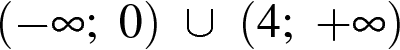 (−∞; 0) ∪ (4; +∞)